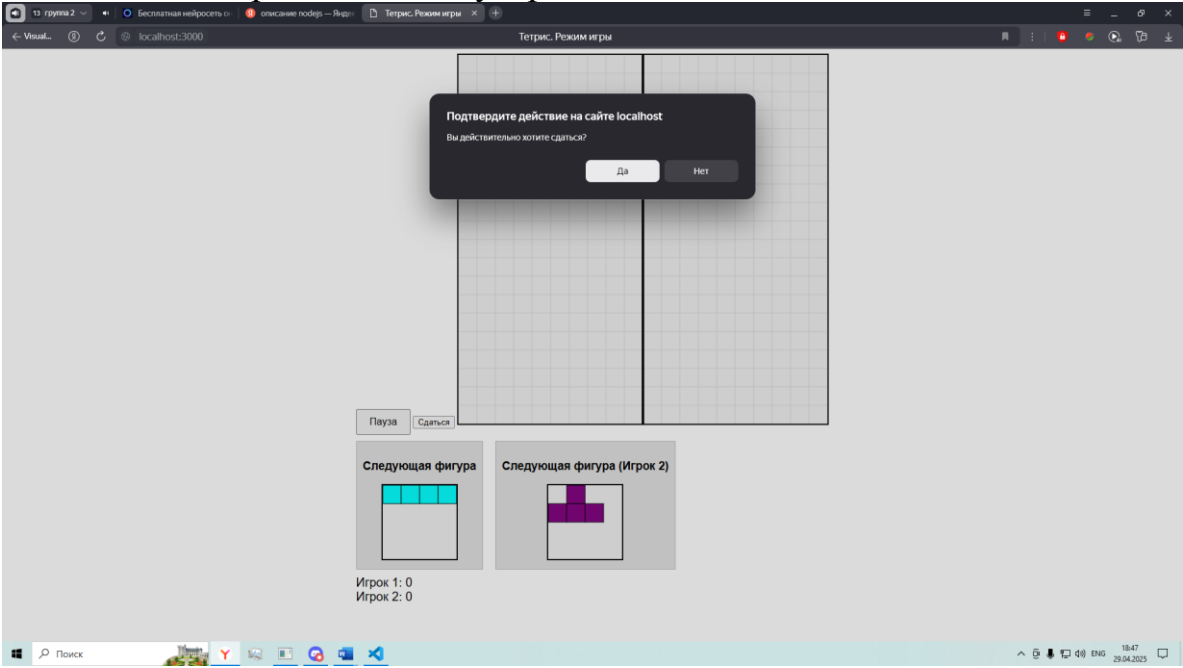 13 группа 2
Бесплатная нейросеть
описание nodejs — Яндекс
Тетрис. Режим игры
Visual...
localhost:3000
Тетрис. Режим игры
Подтвердите действие на сайте localhost
Вы действительно хотите сдаться?
Да
Нет
Пауза
Сдаться
Следующая фигура
Следующая фигура (Игрок 2)
Игрок 1: 0
Игрок 2: 0
Поиск
ENG
18:47
29.04.2025